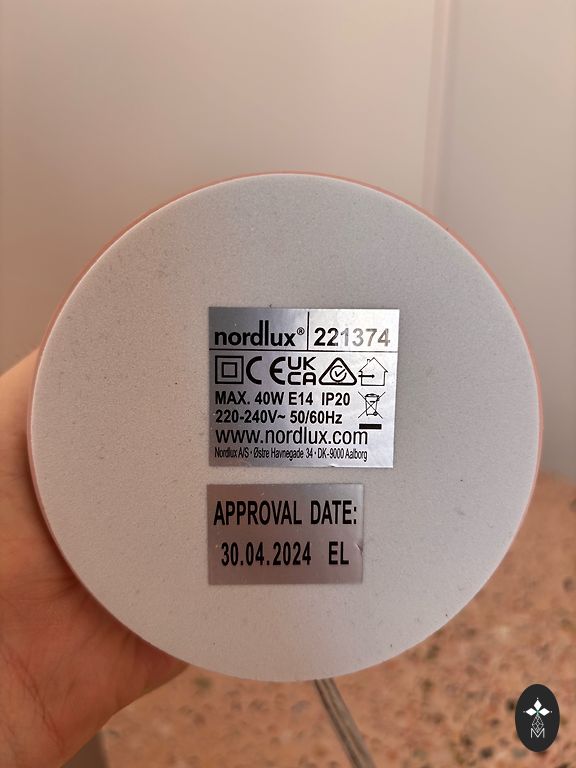 nordlux® 221374
CE UK CA
MAX. 40W E14 IP20
220-240V~ 50/60Hz
www.nordlux.com
Nordlux A/S · Østre Havnegade 34 · DK-9000 Aalborg
APPROVAL DATE:
30.04.2024 EL
M